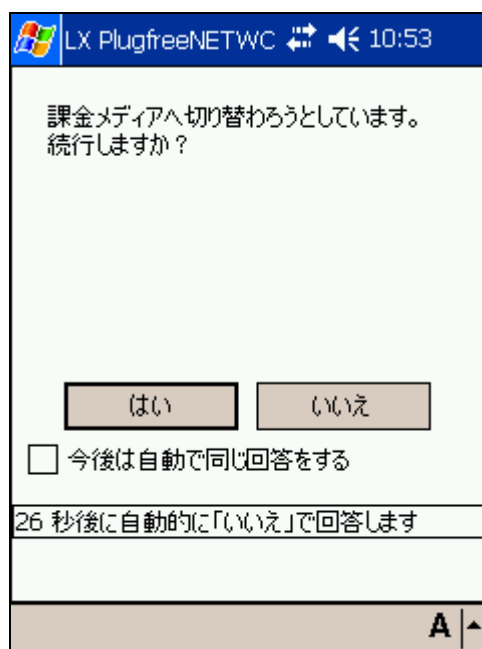 LX PlugfreeNETWC 10:53
課金メディアへ切り替わろうとしています。
続行しますか？
はい いいえ
今後は自動で同じ回答をする
26 秒後に自動的に「いいえ」で回答します
A